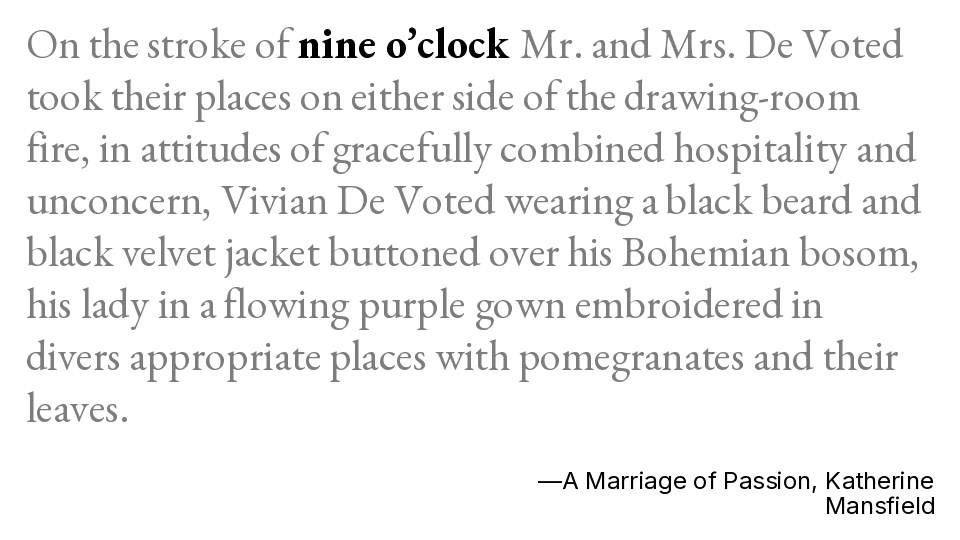 On the stroke of nine o’clock Mr. and Mrs. De Voted
took their places on either side of the drawing-room
fire, in attitudes of gracefully combined hospitality and
unconcern, Vivian De Voted wearing a black beard and
black velvet jacket buttoned over his Bohemian bosom,
his lady in a flowing purple gown embroidered in
divers appropriate places with pomegranates and their
leaves.
—A Marriage of Passion, Katherine
Mansfield